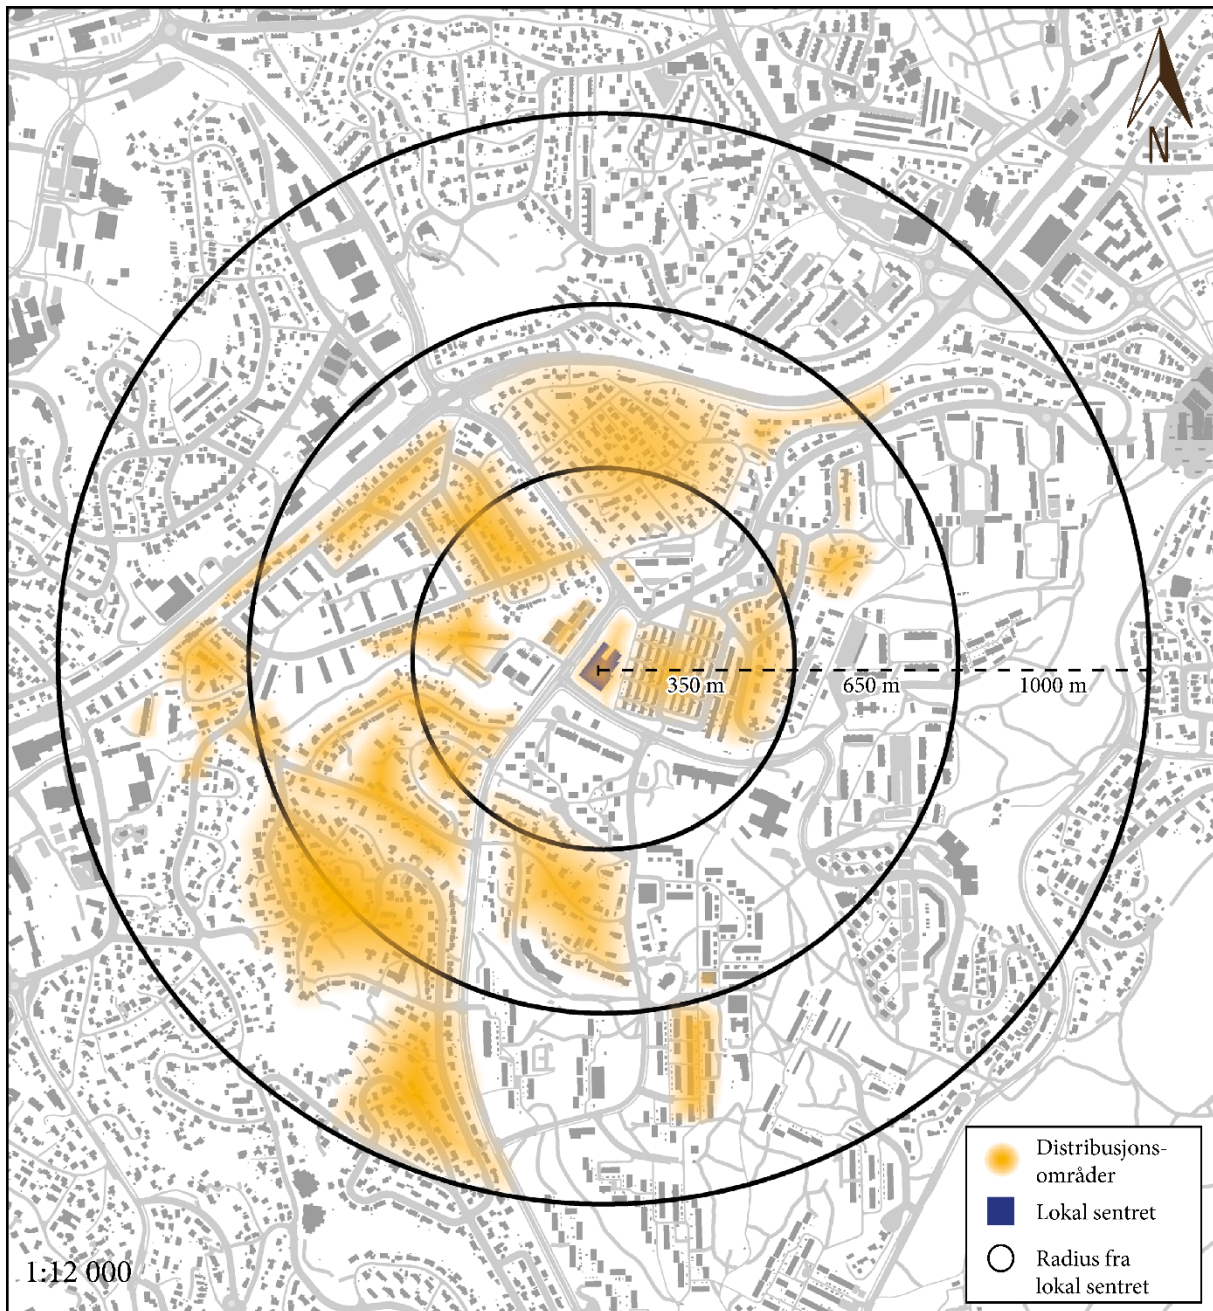 N
350 m
650 m
1000 m
Distribusjons-
områder
Lokal sentret
Radius fra
lokal sentret
1:12 000